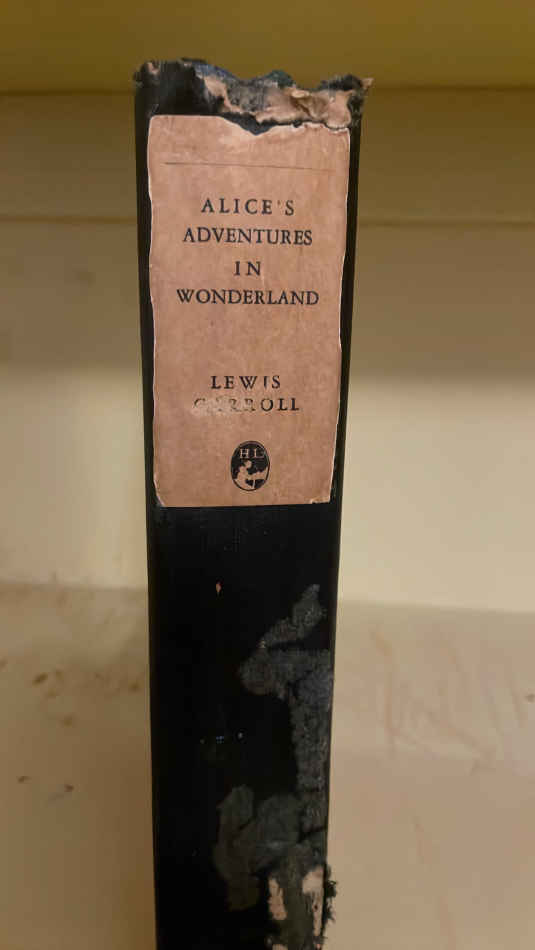 ALICE'S
ADVENTURES
IN
WONDERLAND
LEWIS
CARROLL
HL